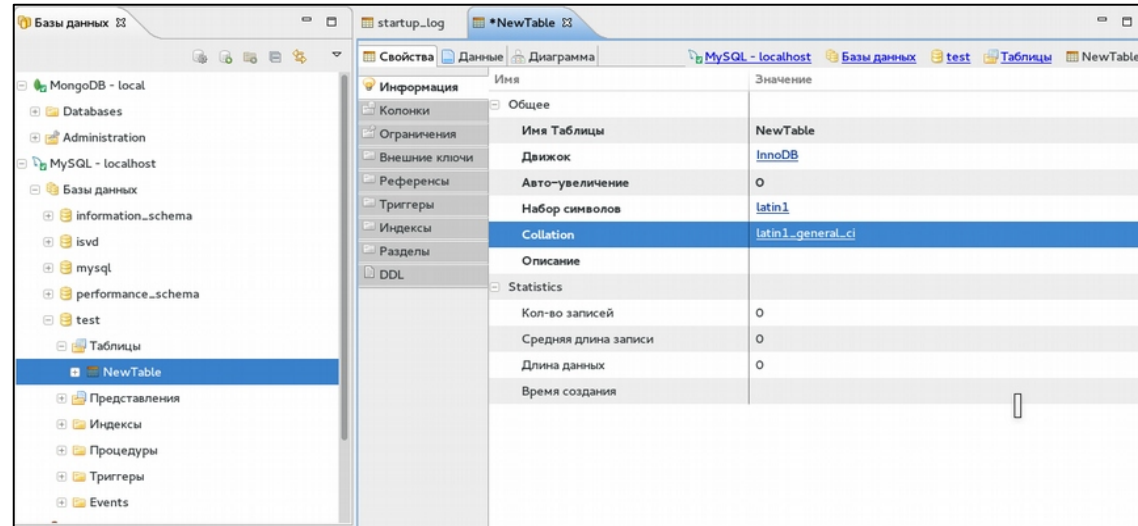 Базы данных
MongoDB - local
Databases
Administration
MySQL - localhost
Базы данных
information_schema
isvd
mysql
performance_schema
test
Таблицы
NewTable
Представления
Индексы
Процедуры
Триггеры
Events
startup_log
*NewTable
Свойства Данные Диаграмма MySQL - localhost Базы данных test Таблицы NewTable
Информация
Колонки
Ограничения
Внешние ключи
Референсы
Триггеры
Индексы
Разделы
DDL
Имя Значение
Общее
Имя Таблицы NewTable
Движок InnoDB
Авто-увеличение 0
Набор символов latin1
Collation latin1_general_ci
Описание
Statistics
Кол-во записей 0
Средняя длина записи 0
Длина данных 0
Время создания